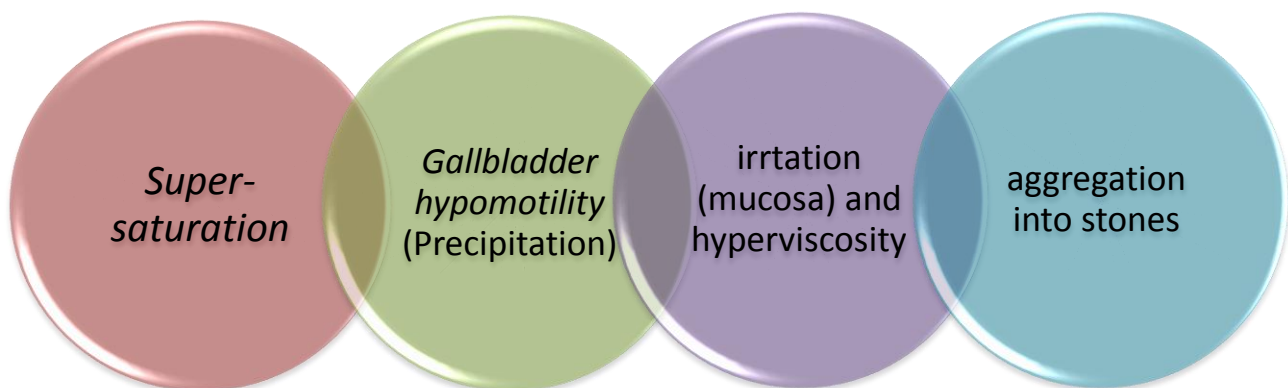 Super-
saturation
Gallbladder
hypomotility
(Precipitation)
irrtation
(mucosa) and
hyperviscosity
aggregation
into stones